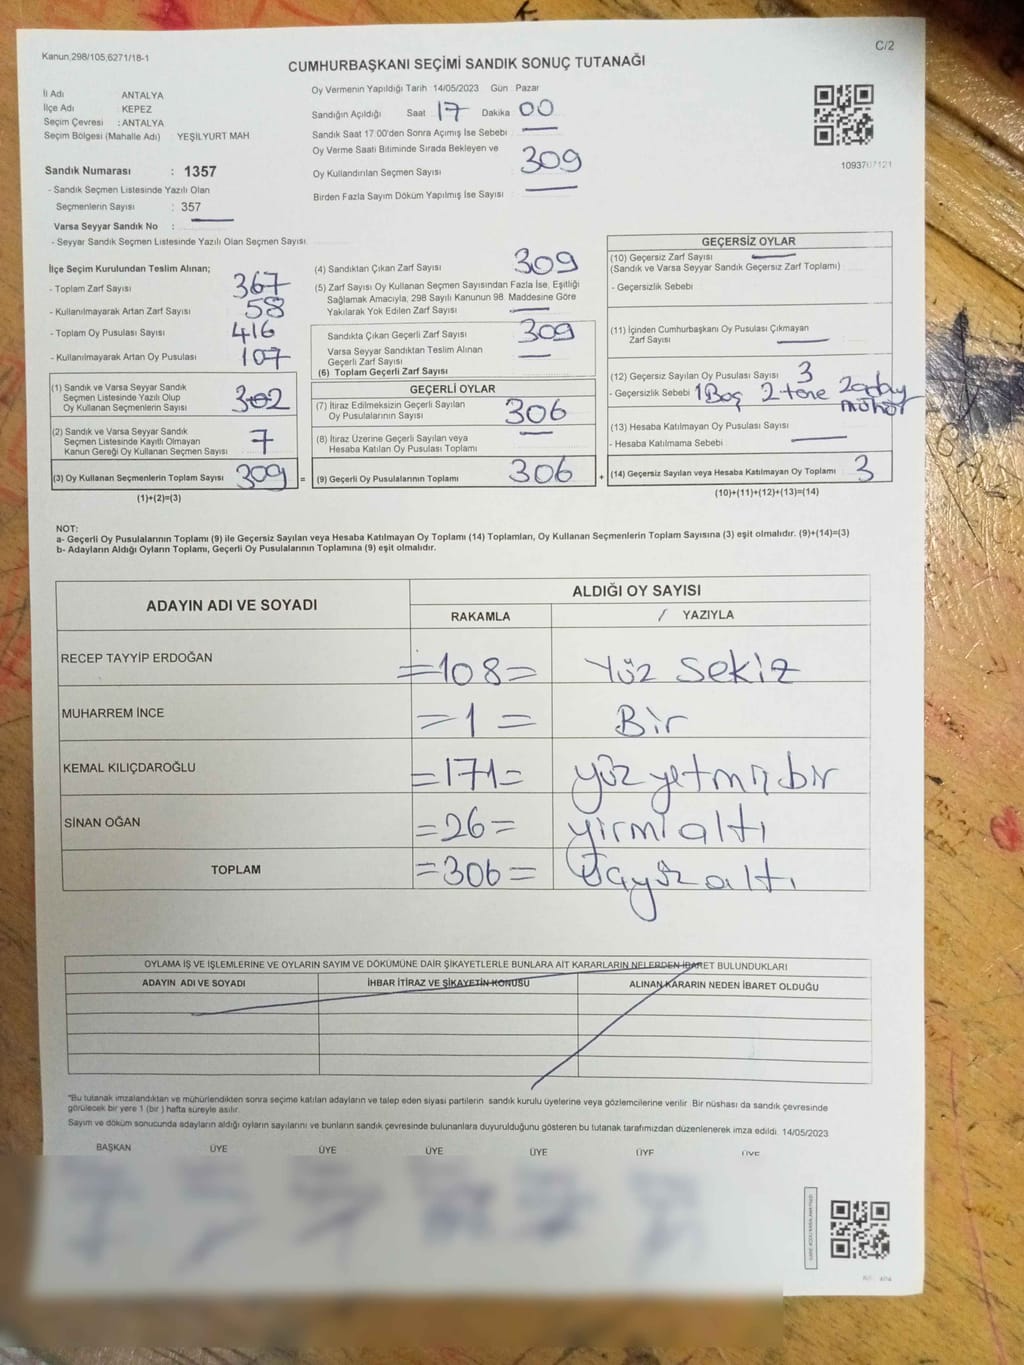 Kanun,298/105,6271/18-1
C/2
CUMHURBAŞKANI SEÇİMİ SANDIK SONUÇ TUTANAĞI
İl Adı ANTALYA
İlçe Adı KEPEZ
Seçim Çevresi : ANTALYA
Seçim Bölgesi (Mahalle Adı) YEŞİLYURT MAH
Sandık Numarası : 1357
- Sandık Seçmen Listesinde Yazılı Olan
Seçmenlerin Sayısı : 357
Varsa Seyyar Sandık No :
- Seyyar Sandık Seçmen Listesinde Yazılı Olan Seçmen Sayısı
Oy Vermenin Yapıldığı Tarih 14/05/2023 Gün Pazar
Sandığın Açıldığı Saat 17 Dakika 00
Sandık Saat 17:00'den Sonra Açımış İse Sebebi
Oy Verme Saati Bitiminde Sırada Bekleyen ve
Oy Kullandırılan Seçmen Sayısı 309
Birden Fazla Sayım Döküm Yapılmış İse Sayısı
İlçe Seçim Kurulundan Teslim Alınan;
- Toplam Zarf Sayısı 367
- Kullanılmayarak Artan Zarf Sayısı 58
- Toplam Oy Pusulası Sayısı 416
- Kullanılmayarak Artan Oy Pusulası 107
(1) Sandık ve Varsa Seyyar Sandık
Seçmen Listesinde Yazılı Olup
Oy Kullanan Seçmenlerin Sayısı 302
(2) Sandık ve Varsa Seyyar Sandık
Seçmen Listesinde Kayıtlı Olmayan
Kanun Gereği Oy Kullanan Seçmen Sayısı 7
(3) Oy Kullanan Seçmenlerin Toplam Sayısı 309 =
(1)+(2)=(3)
(4) Sandıktan Çıkan Zarf Sayısı 309
(5) Zarf Sayısı Oy Kullanan Seçmen Sayısından Fazla İse, Eşitliği
Sağlamak Amacıyla, 298 Sayılı Kanunun 98. Maddesine Göre
Yakılarak Yok Edilen Zarf Sayısı
Sandıkta Çıkan Geçerli Zarf Sayısı 309
Varsa Seyyar Sandıktan Teslim Alınan
Geçerli Zarf Sayısı
(6) Toplam Geçerli Zarf Sayısı
GEÇERLİ OYLAR
(7) İtiraz Edilmeksizin Geçerli Sayılan
Oy Pusulalarının Sayısı 306
(8) İtiraz Üzerine Geçerli Sayılan veya
Hesaba Katılan Oy Pusulası Toplamı
(9) Geçerli Oy Pusulalarının Toplamı 306 +
GEÇERSİZ OYLAR
(10) Geçersiz Zarf Sayısı
(Sandık ve Varsa Seyyar Sandık Geçersiz Zarf Toplamı)
- Geçersizlik Sebebi
(11) İçinden Cumhurbaşkanı Oy Pusulası Çıkmayan
Zarf Sayısı
(12) Geçersiz Sayılan Oy Pusulası Sayısı 3
- Geçersizlik Sebebi 1 Boş 2 tane 2 aday
mühür
(13) Hesaba Katılmayan Oy Pusulası Sayısı
- Hesaba Katılmama Sebebi
(14) Geçersiz Sayılan veya Hesaba Katılmayan Oy Toplamı 3
(10)+(11)+(12)+(13)=(14)
NOT:
a- Geçerli Oy Pusulalarının Toplamı (9) ile Geçersiz Sayılan veya Hesaba Katılmayan Oy Toplamı (14) Toplamları, Oy Kullanan Seçmenlerin Toplam Sayısına (3) eşit olmalıdır. (9)+(14)=(3)
b- Adayların Aldığı Oyların Toplamı, Geçerli Oy Pusulalarının Toplamına (9) eşit olmalıdır.
ADAYIN ADI VE SOYADI ALDIĞI OY SAYISI
RAKAMLA YAZIYLA
RECEP TAYYİP ERDOĞAN =108= Yüz Sekiz
MUHARREM İNCE =1= Bir
KEMAL KILIÇDAROĞLU =171= yüz yetmiş bir
SİNAN OĞAN =26= yirmi altı
TOPLAM =306= Üçyüz altı
OYLAMA İŞ VE İŞLEMLERİNE VE OYLARIN SAYIM VE DÖKÜMÜNE DAİR ŞİKAYETLERLE BUNLARA AİT KARARLARIN NELERDEN İBARET BULUNDUKLARI
ADAYIN ADI VE SOYADI İHBAR İTİRAZ VE ŞİKAYETİN KONUSU ALINAN KARARIN NEDEN İBARET OLDUĞU
"Bu tutanak imzalandıktan ve mühürlendikten sonra seçime katılan adayların ve talep eden siyasi partilerin sandık kurulu üyelerine veya gözlemcilerine verilir. Bir nüshası da sandık çevresinde
görülecek bir yere 1 (bir ) hafta süreyle asılır.
Sayım ve döküm sonucunda adayların aldığı oyların sayılarını ve bunların sandık çevresinde bulunanlara duyurulduğunu gösteren bu tutanak tarafımızdan düzenlenerek imza edildi. 14/05/2023
BAŞKAN ÜYE ÜYE ÜYE ÜYE ÜYE ÜYE